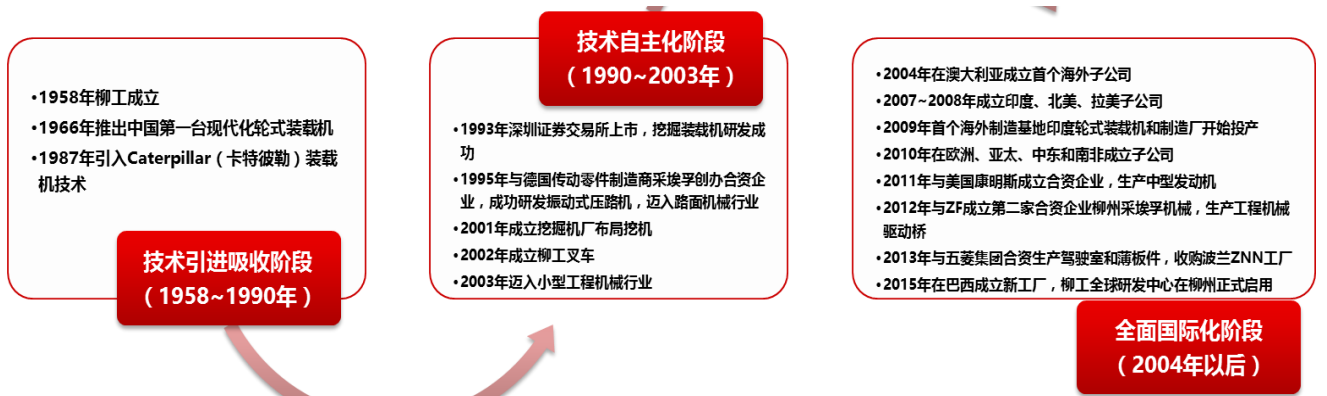 •1958年柳工成立
•1966年推出中国第一台现代化轮式装载机
•1987年引入Caterpillar（卡特彼勒）装载
机技术
技术引进吸收阶段
（1958~1990年）
技术自主化阶段
（1990~2003年）
•1993年深圳证券交易所上市，挖掘装载机研发成
功
•1995年与德国传动零件制造商采埃孚创办合资企
业，成功研发振动式压路机，迈入路面机械行业
•2001年成立挖掘机厂布局挖机
•2002年成立柳工叉车
•2003年迈入小型工程机械行业
•2004年在澳大利亚成立首个海外子公司
•2007~2008年成立印度、北美、拉美子公司
•2009年首个海外制造基地印度轮式装载机和制造厂开始投产
•2010年在欧洲、亚太、中东和南非成立子公司
•2011年与美国康明斯成立合资企业，生产中型发动机
•2012年与ZF成立第二家合资企业柳州采埃孚机械，生产工程机械
驱动桥
•2013年与五菱集团合资生产驾驶室和薄板件，收购波兰ZNN工厂
•2015年在巴西成立新工厂，柳工全球研发中心在柳州正式启用
全面国际化阶段
（2004年以后）